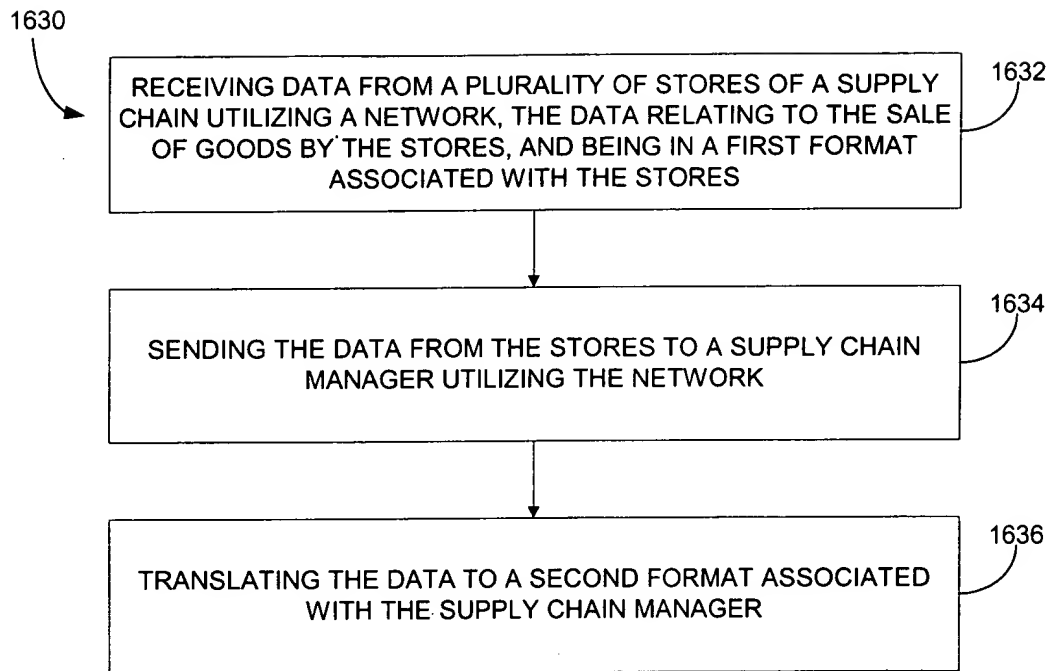 1630
RECEIVING DATA FROM A PLURALITY OF STORES OF A SUPPLY
CHAIN UTILIZING A NETWORK, THE DATA RELATING TO THE SALE
OF GOODS BY THE STORES, AND BEING IN A FIRST FORMAT
ASSOCIATED WITH THE STORES
1632
SENDING THE DATA FROM THE STORES TO A SUPPLY CHAIN
MANAGER UTILIZING THE NETWORK
1634
TRANSLATING THE DATA TO A SECOND FORMAT ASSOCIATED
WITH THE SUPPLY CHAIN MANAGER
1636